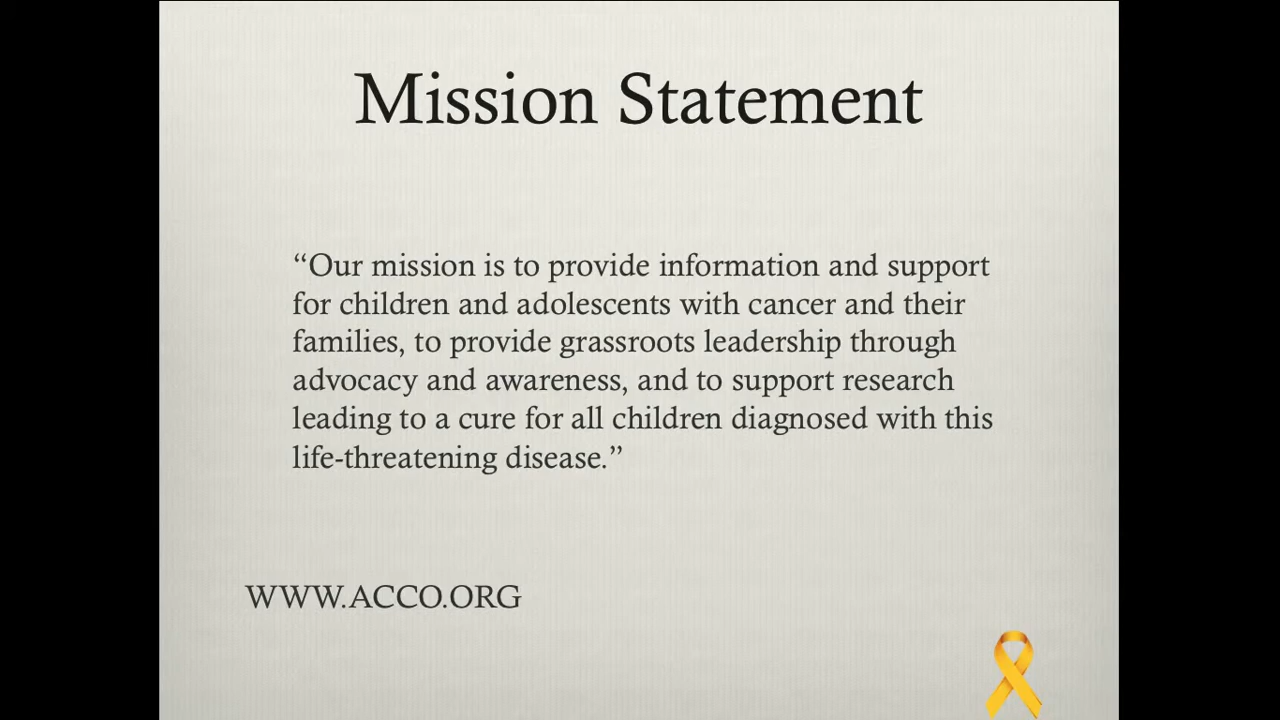 Mission Statement
“Our mission is to provide information and support
for children and adolescents with cancer and their
families, to provide grassroots leadership through
advocacy and awareness, and to support research
leading to a cure for all children diagnosed with this
life-threatening disease.”
WWW.ACCO.ORG